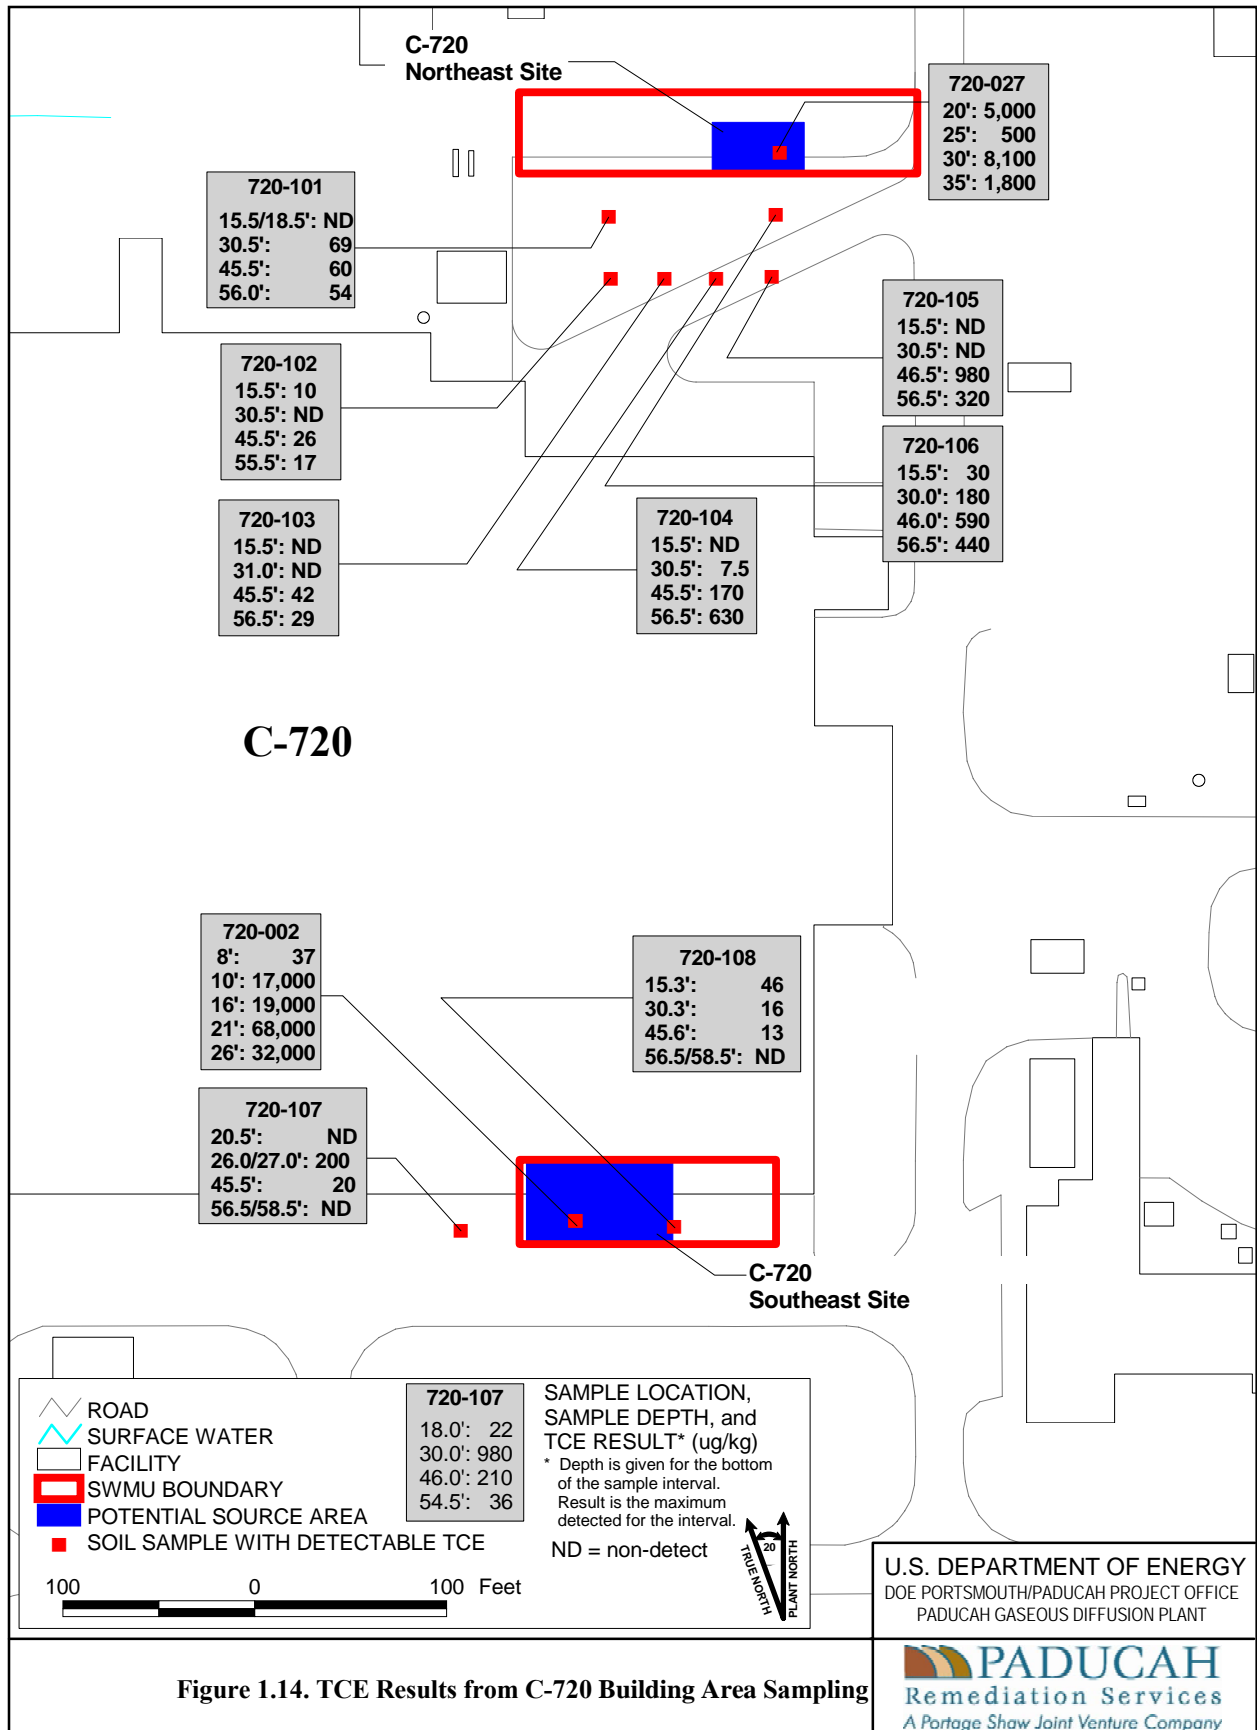 C-720
Northeast Site
720-027
20': 5,000
25': 500
30': 8,100
35': 1,800
720-101
15.5/18.5': ND
30.5': 69
45.5': 60
56.0': 54
720-102
15.5': 10
30.5': ND
45.5': 26
55.5': 17
720-105
15.5': ND
30.5': ND
46.5': 980
56.5': 320
720-106
15.5': 30
30.0': 180
46.0': 590
56.5': 440
720-103
15.5': ND
31.0': ND
45.5': 42
56.5': 29
720-104
15.5': ND
30.5': 7.5
45.5': 170
56.5': 630
C-720
720-002
8': 37
10': 17,000
16': 19,000
21': 68,000
26': 32,000
720-108
15.3': 46
30.3': 16
45.6': 13
56.5/58.5': ND
720-107
20.5': ND
26.0/27.0': 200
45.5': 20
56.5/58.5': ND
C-720
Southeast Site
ROAD
SURFACE WATER
FACILITY
SWMU BOUNDARY
POTENTIAL SOURCE AREA
SOIL SAMPLE WITH DETECTABLE TCE
720-107
18.0': 22
30.0': 980
46.0': 210
54.5': 36
SAMPLE LOCATION,
SAMPLE DEPTH, and
TCE RESULT* (ug/kg)
* Depth is given for the bottom
of the sample interval.
Result is the maximum
detected for the interval.
ND = non-detect
20
TRUE NORTH
PLANT NORTH
100 0 100 Feet
U.S. DEPARTMENT OF ENERGY
DOE PORTSMOUTH/PADUCAH PROJECT OFFICE
PADUCAH GASEOUS DIFFUSION PLANT
Figure 1.14. TCE Results from C-720 Building Area Sampling
PADUCAH
Remediation Services
A Portage Shaw Joint Venture Company